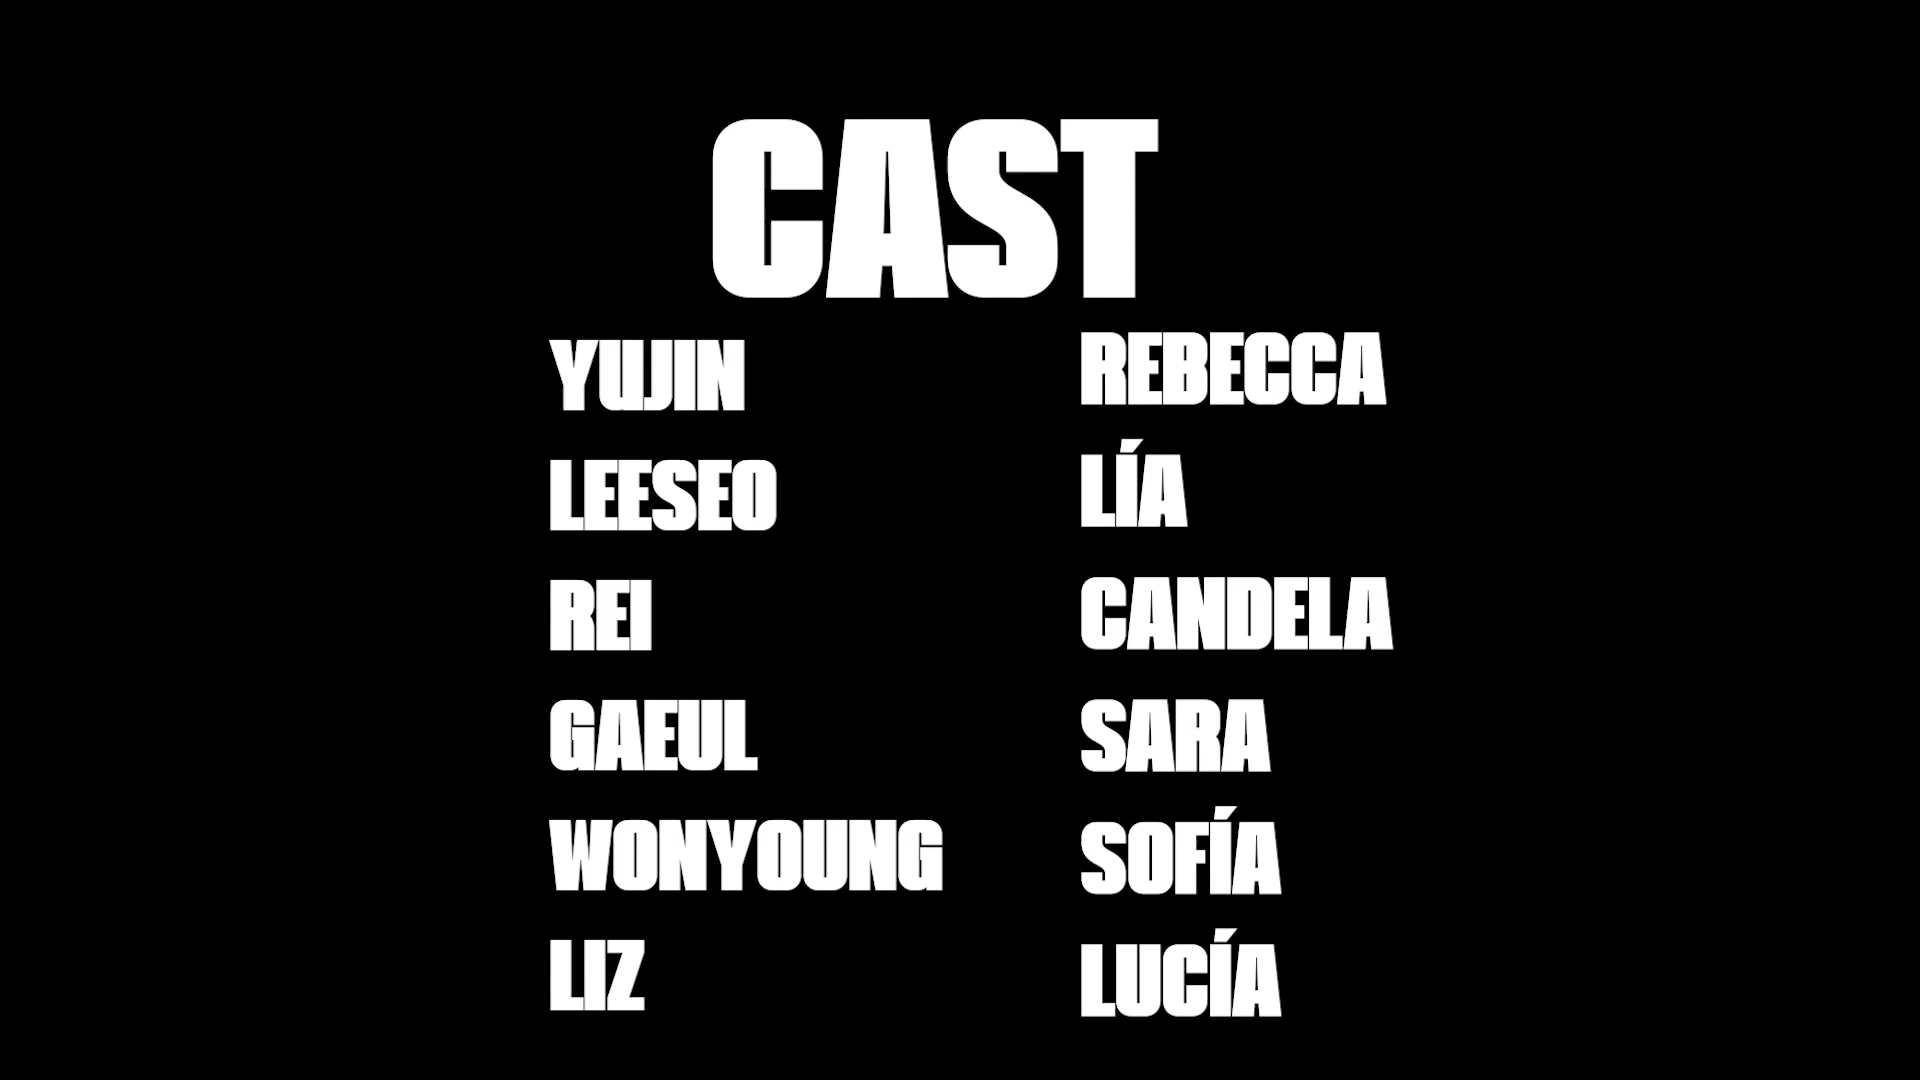 CAST
YUJIN
LEESEO
REI
GAEUL
WONYOUNG
LIZ
REBECCA
LÍA
CANDELA
SARA
SOFÍA
LUCÍA